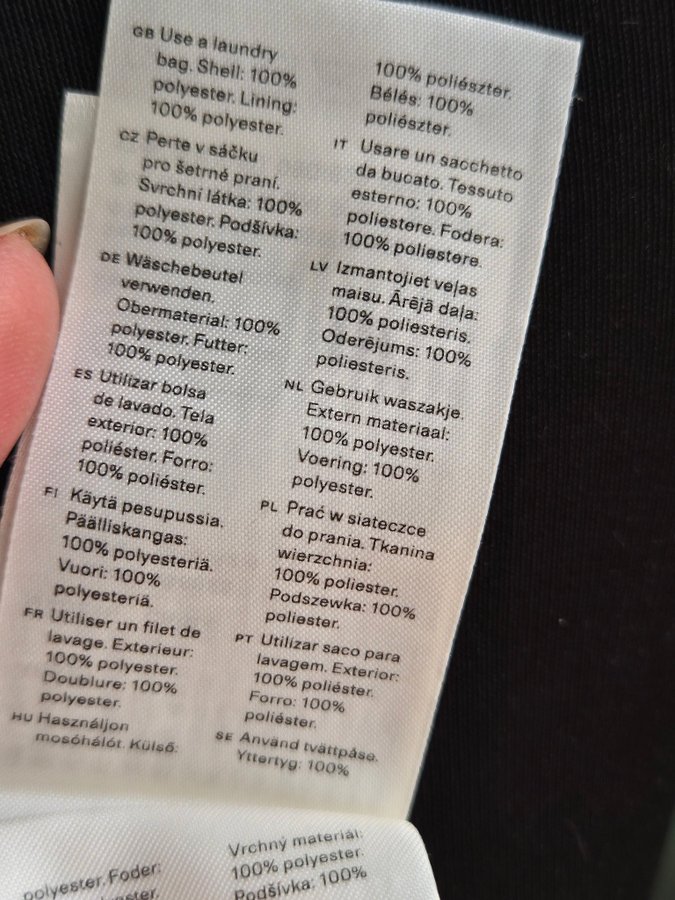 GB Use a laundry
bag. Shell: 100%
polyester. Lining:
100% polyester.
CZ Perte v sáčku
pro šetrné praní.
Svrchní látka: 100%
polyester. Podšívka:
100% polyester.
DE Wäschebeutel
verwenden.
Obermaterial: 100%
polyester. Futter:
100% polyester.
ES Utilizar bolsa
de lavado. Tela
exterior: 100%
poliéster. Forro:
100% poliéster.
FI Käytä pesupussia.
Päälliskangas:
100% polyesteriä.
Vuori: 100%
polyesteriä.
FR Utiliser un filet de
lavage. Exterieur:
100% polyester.
Doublure: 100%
polyester.
HU Használjon
mosóhálót. Külső:
100% poliészter.
Bélés: 100%
poliészter.
IT Usare un sacchetto
da bucato. Tessuto
esterno: 100%
poliestere. Fodera:
100% poliestere.
LV Izmantojiet veļas
maisu. Ārējā daļa:
100% poliesteris.
Oderējums: 100%
poliesteris.
NL Gebruik waszakje.
Extern materiaal:
100% polyester.
Voering: 100%
polyester.
PL Prać w siateczce
do prania. Tkanina
wierzchnia:
100% poliester.
Podszewka: 100%
poliester.
PT Utilizar saco para
lavagem. Exterior:
100% poliéster.
Forro: 100%
poliéster.
SE Använd tvättpåse.
Yttertyg: 100%
polyester. Foder:
Vrchný materiál:
100% polyester.
Podšívka: 100%